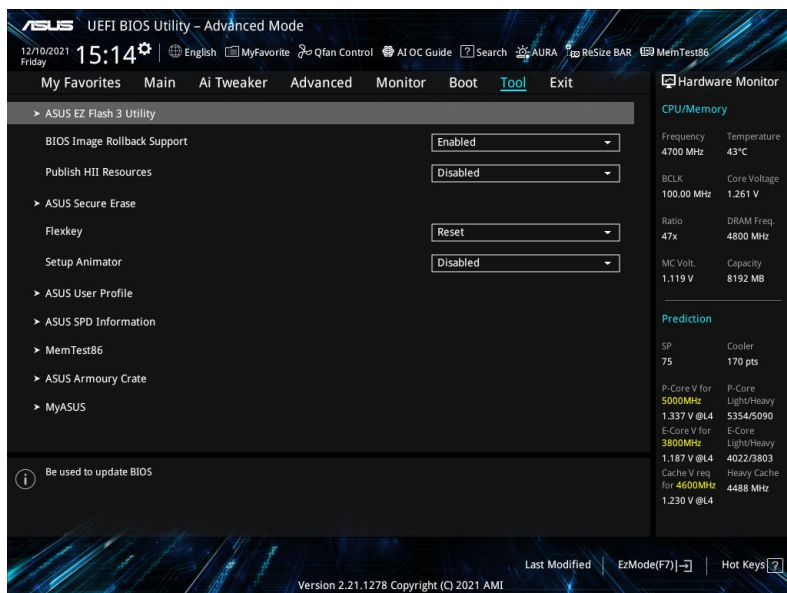 ASUS UEFI BIOS Utility – Advanced Mode
12/10/2021 Friday 15:14 English MyFavorite Qfan Control AI OC Guide ? Search AURA ReSize BAR MemTest86
My Favorites Main Ai Tweaker Advanced Monitor Boot Tool Exit
Hardware Monitor
> ASUS EZ Flash 3 Utility
BIOS Image Rollback Support Enabled
Publish HII Resources Disabled
> ASUS Secure Erase
Flexkey Reset
Setup Animator Disabled
> ASUS User Profile
> ASUS SPD Information
> MemTest86
> ASUS Armoury Crate
> MyASUS
i Be used to update BIOS
CPU/Memory
Frequency Temperature
4700 MHz 43°C
BCLK Core Voltage
100.00 MHz 1.261 V
Ratio DRAM Freq.
47x 4800 MHz
MC Volt. Capacity
1.119 V 8192 MB
Prediction
SP Cooler
75 170 pts
P-Core V for P-Core
5000MHz Light/Heavy
1.337 V @L4 5354/5090
E-Core V for E-Core
3800MHz Light/Heavy
1.187 V @L4 4022/3803
Cache V req Heavy Cache
for 4600MHz 4488 MHz
1.230 V @L4
Last Modified EzMode(F7) Hot Keys ?
Version 2.21.1278 Copyright (C) 2021 AMI